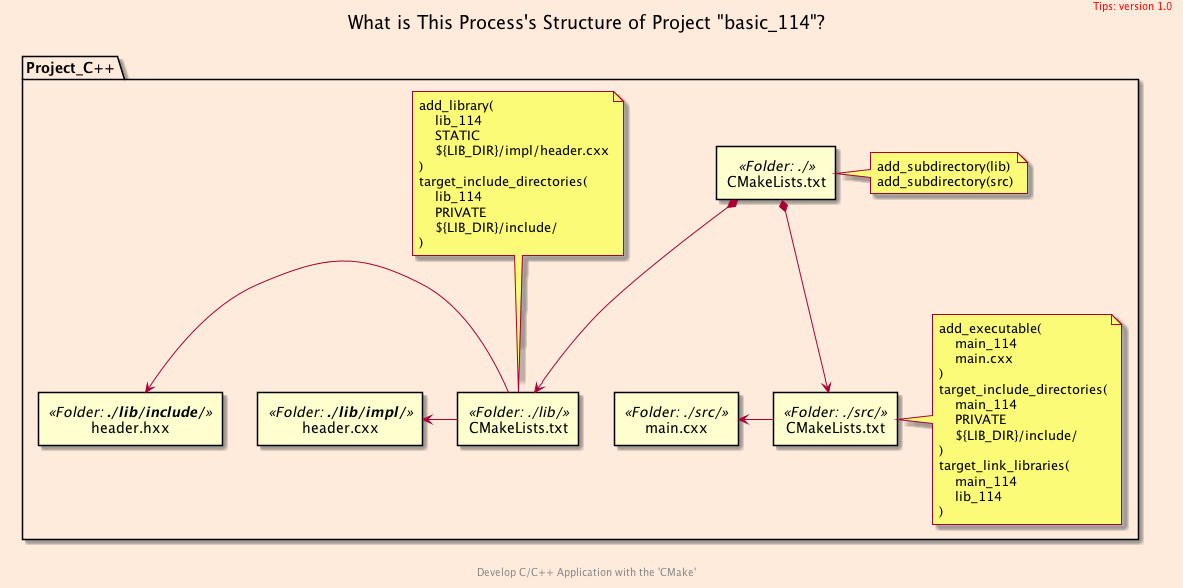 Tips: version 1.0
What is This Process's Structure of Project "basic_114"?
Project_C++
add_library(
lib_114
STATIC
${LIB_DIR}/impl/header.cxx
)
target_include_directories(
lib_114
PRIVATE
${LIB_DIR}/include/
)
«Folder: ./»
CMakeLists.txt
add_subdirectory(lib)
add_subdirectory(src)
«Folder: ./lib/include/»
header.hxx
«Folder: ./lib/impl/»
header.cxx
«Folder: ./lib/»
CMakeLists.txt
«Folder: ./src/»
main.cxx
«Folder: ./src/»
CMakeLists.txt
add_executable(
main_114
main.cxx
)
target_include_directories(
main_114
PRIVATE
${LIB_DIR}/include/
)
target_link_libraries(
main_114
lib_114
)
Develop C/C++ Application with the 'CMake'